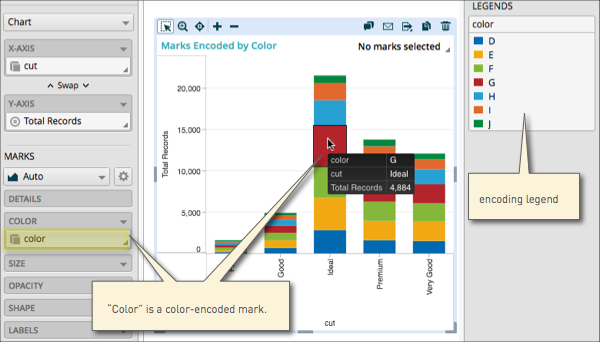 Chart
X-AXIS
cut
Swap
Y-AXIS
Total Records
MARKS
Auto
DETAILS
COLOR
color
SIZE
OPACITY
SHAPE
LABELS
Marks Encoded by Color
No marks selected
20,000
15,000
10,000
5,000
0
Total Records
color G
cut Ideal
Total Records 4,884
Good
Ideal
Premium
Very Good
cut
"Color" is a color-encoded mark.
LEGENDS
color
D
E
F
G
H
I
J
encoding legend